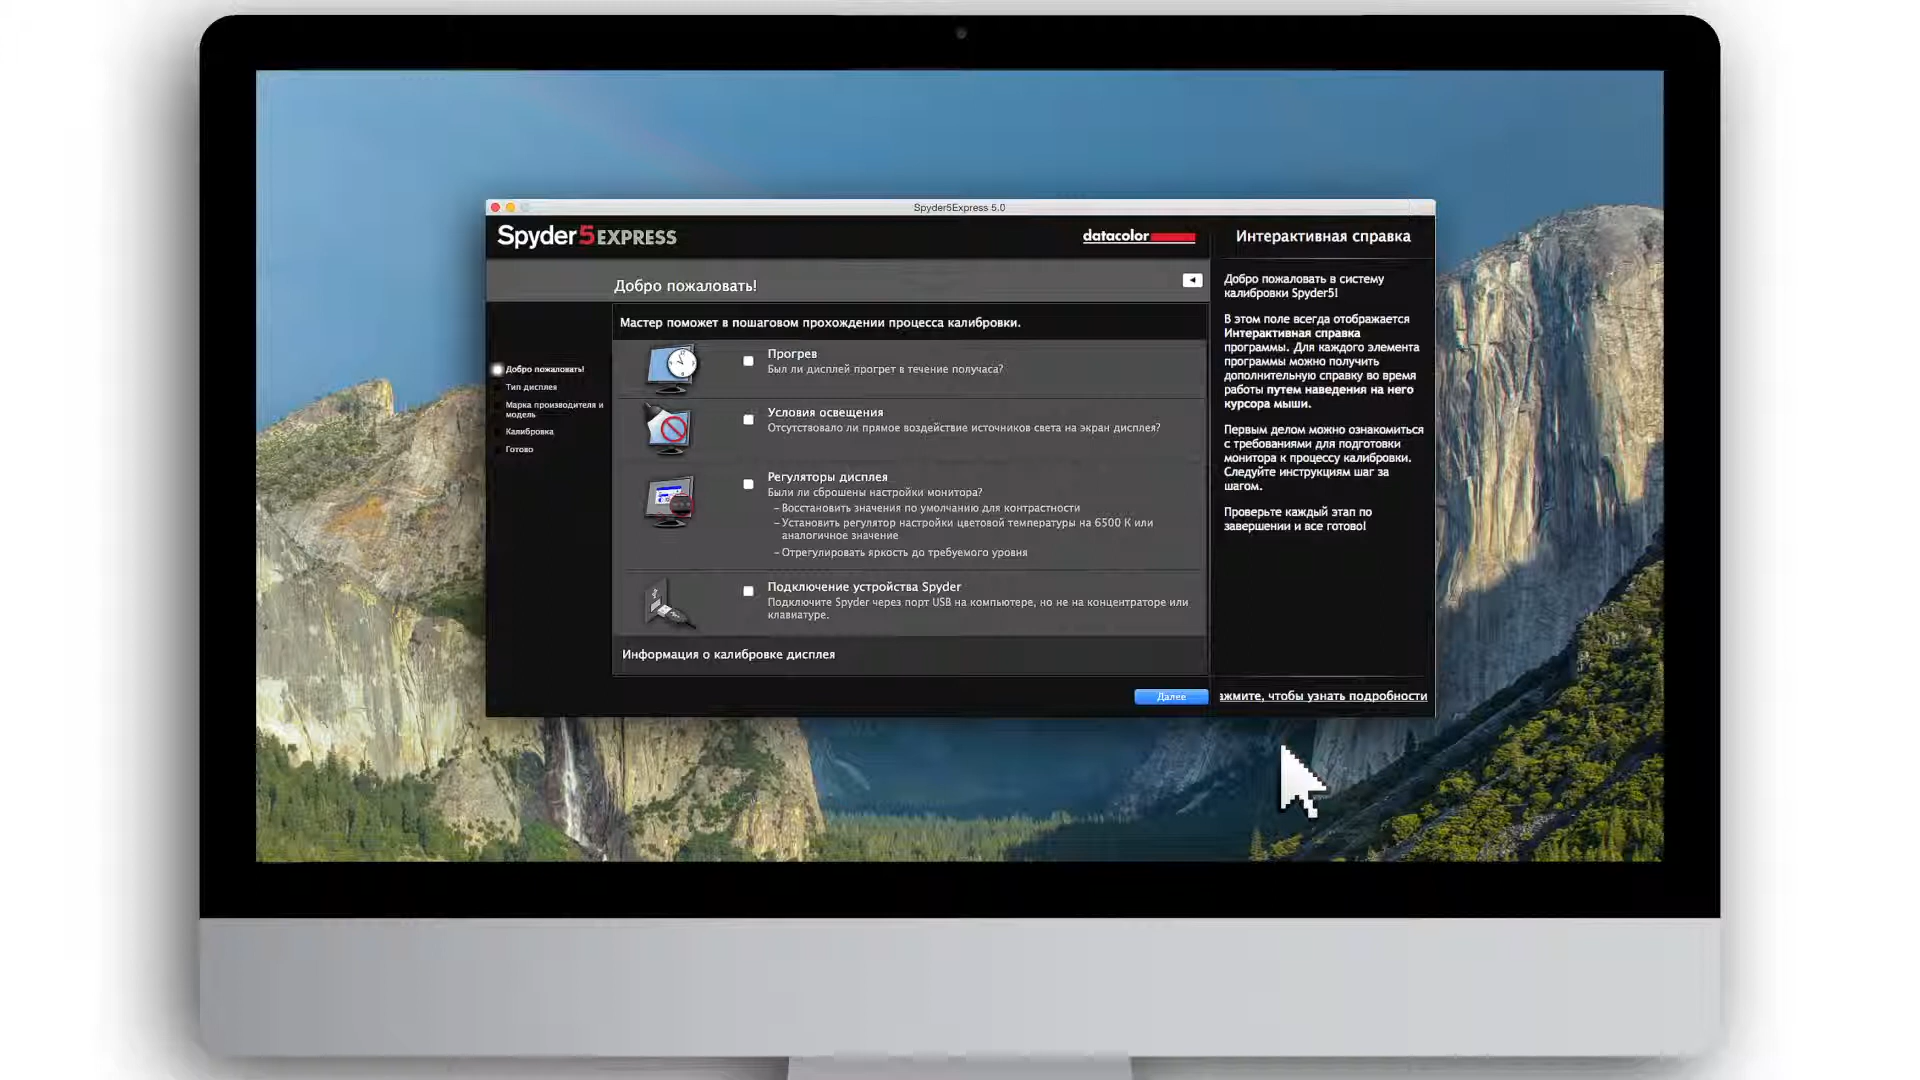 Spyder5Express 5.0
Spyder5EXPRESS
datacolor
Интерактивная справка
Добро пожаловать!
Мастер поможет в пошаговом прохождении процесса калибровки.
Добро пожаловать!
Тип дисплея
Марка производителя и
модель
Калибровка
Готово
Прогрев
Был ли дисплей прогрет в течение получаса?
Условия освещения
Отсутствовало ли прямое воздействие источников света на экран дисплея?
Регуляторы дисплея
Были ли сброшены настройки монитора?
– Восстановить значения по умолчанию для контрастности
– Установить регулятор настройки цветовой температуры на 6500 К или
аналогичное значение
– Отрегулировать яркость до требуемого уровня
Подключение устройства Spyder
Подключите Spyder через порт USB на компьютере, но не на концентраторе или
клавиатуре.
Информация о калибровке дисплея
Далее
Добро пожаловать в систему
калибровки Spyder5!
В этом поле всегда отображается
Интерактивная справка
программы. Для каждого элемента
программы можно получить
дополнительную справку во время
работы путем наведения на него
курсора мыши.
Первым делом можно ознакомиться
с требованиями для подготовки
монитора к процессу калибровки.
Следуйте инструкциям шаг за
шагом.
Проверьте каждый этап по
завершении и все готово!
ажмите, чтобы узнать подробности